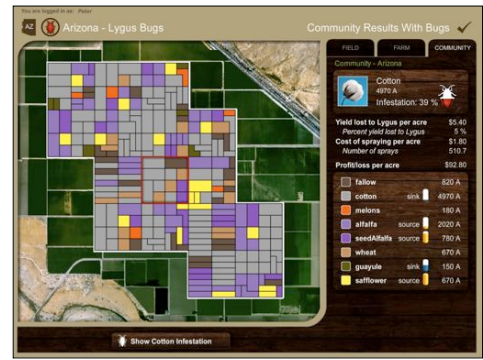 You are logged in as: Peter
AZ Arizona - Lygus Bugs
Community Results With Bugs
FIELD FARM COMMUNITY
Community - Arizona
Cotton
4970 A
Infestation: 39 %
Yield lost to Lygus per acre $5.40
Percent yield lost to Lygus 5 %
Cost of spraying per acre $1.80
Number of sprays 510.7
Profit/loss per acre $92.80
fallow 820 A
cotton sink 4970 A
melons 180 A
alfalfa source 2020 A
seedAlfalfa source 780 A
wheat 670 A
guayule sink 150 A
safflower source 670 A
Show Cotton Infestation